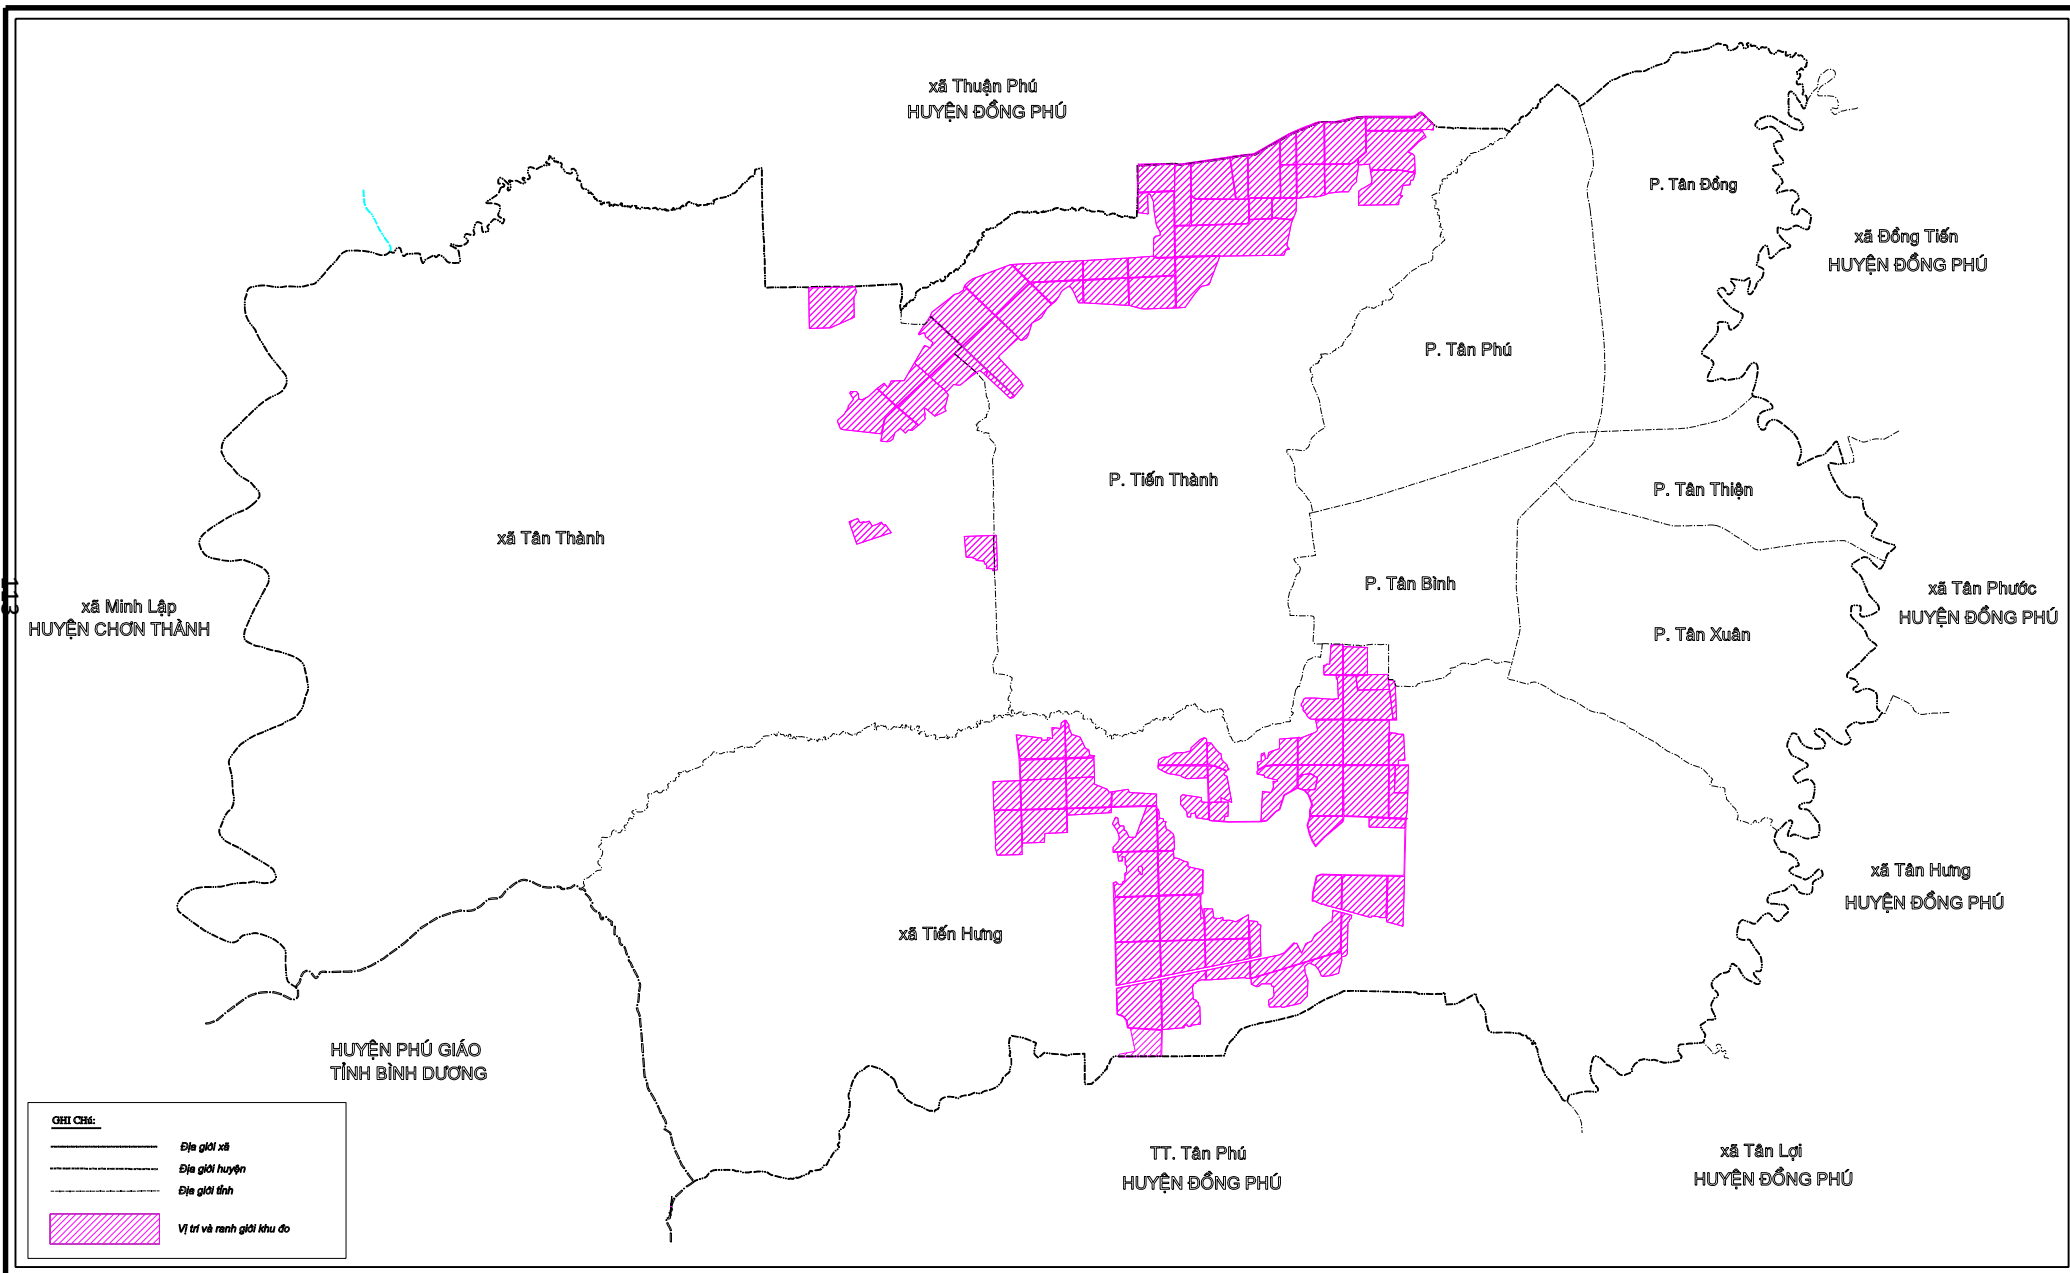 xã Thuận Phú
HUYỆN ĐỒNG PHÚ
P. Tân Đồng
xã Đồng Tiến
HUYỆN ĐỒNG PHÚ
P. Tân Phú
P. Tiến Thành
P. Tân Thiện
xã Tân Thành
P. Tân Bình
xã Tân Phước
HUYỆN ĐỒNG PHÚ
113
xã Minh Lập
HUYỆN CHƠN THÀNH
P. Tân Xuân
xã Tân Hưng
HUYỆN ĐỒNG PHÚ
xã Tiến Hưng
HUYỆN PHÚ GIÁO
TỈNH BÌNH DƯƠNG
TT. Tân Phú
HUYỆN ĐỒNG PHÚ
xã Tân Lợi
HUYỆN ĐỒNG PHÚ
GHI CHú:
Địa giới xã
Địa giới huyện
Địa giới tỉnh
Vị trí và ranh giới khu đo